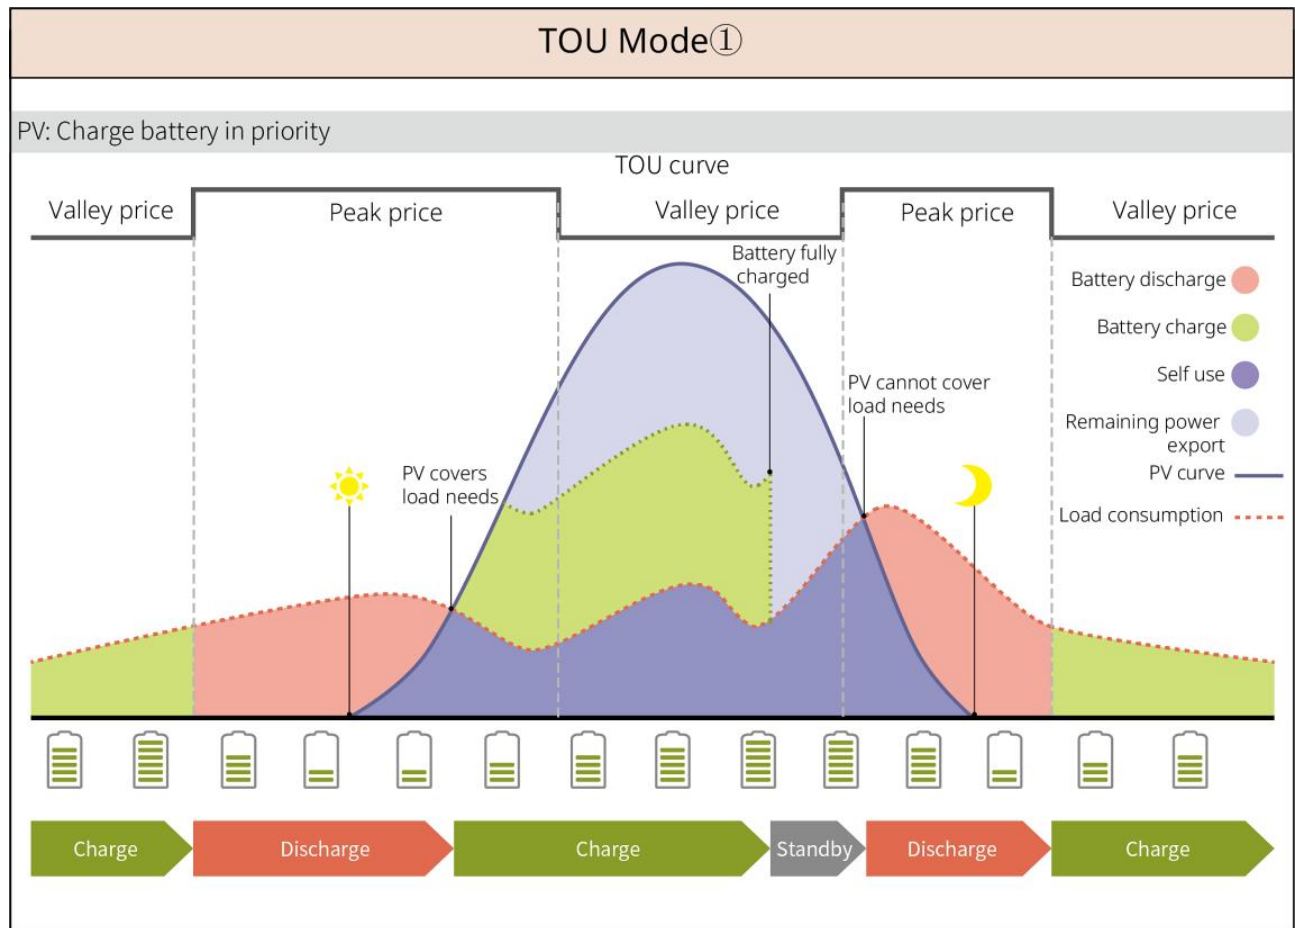 TOU Mode①
PV: Charge battery in priority
TOU curve
Valley price
Peak price
Valley price
Peak price
Valley price
Battery fully
charged
Battery discharge
Battery charge
Self use
Remaining power
export
PV curve
Load consumption
PV cannot cover
load needs
PV covers
load needs
Charge
Discharge
Charge
Standby
Discharge
Charge